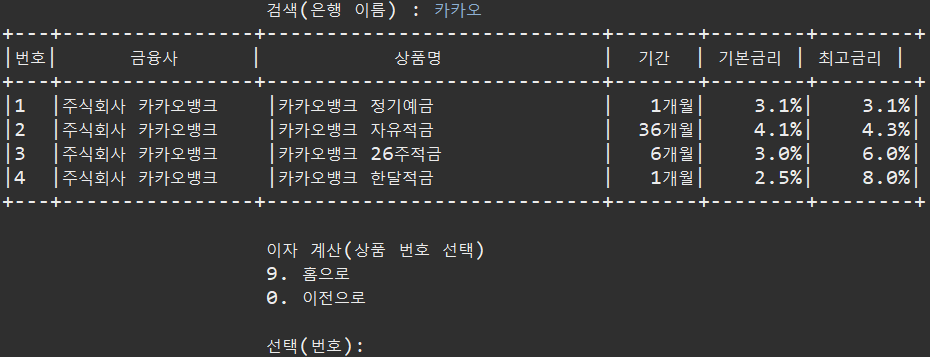 검색(은행 이름) : 카카오
+---+-----------------+----------------------------+-------+--------+--------+
|번호| 금융사 | 상품명 | 기간 | 기본금리 | 최고금리 |
+---+-----------------+----------------------------+-------+--------+--------+
|1 |주식회사 카카오뱅크 |카카오뱅크 정기예금 | 1개월| 3.1%| 3.1%|
|2 |주식회사 카카오뱅크 |카카오뱅크 자유적금 | 36개월| 4.1%| 4.3%|
|3 |주식회사 카카오뱅크 |카카오뱅크 26주적금 | 6개월| 3.0%| 6.0%|
|4 |주식회사 카카오뱅크 |카카오뱅크 한달적금 | 1개월| 2.5%| 8.0%|
+---+-----------------+----------------------------+-------+--------+--------+
이자 계산(상품 번호 선택)
9. 홈으로
0. 이전으로
선택(번호):